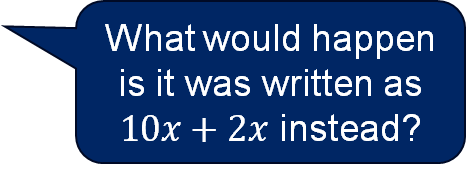 What would happen
is it was written as
10𝑥 + 2𝑥 instead?